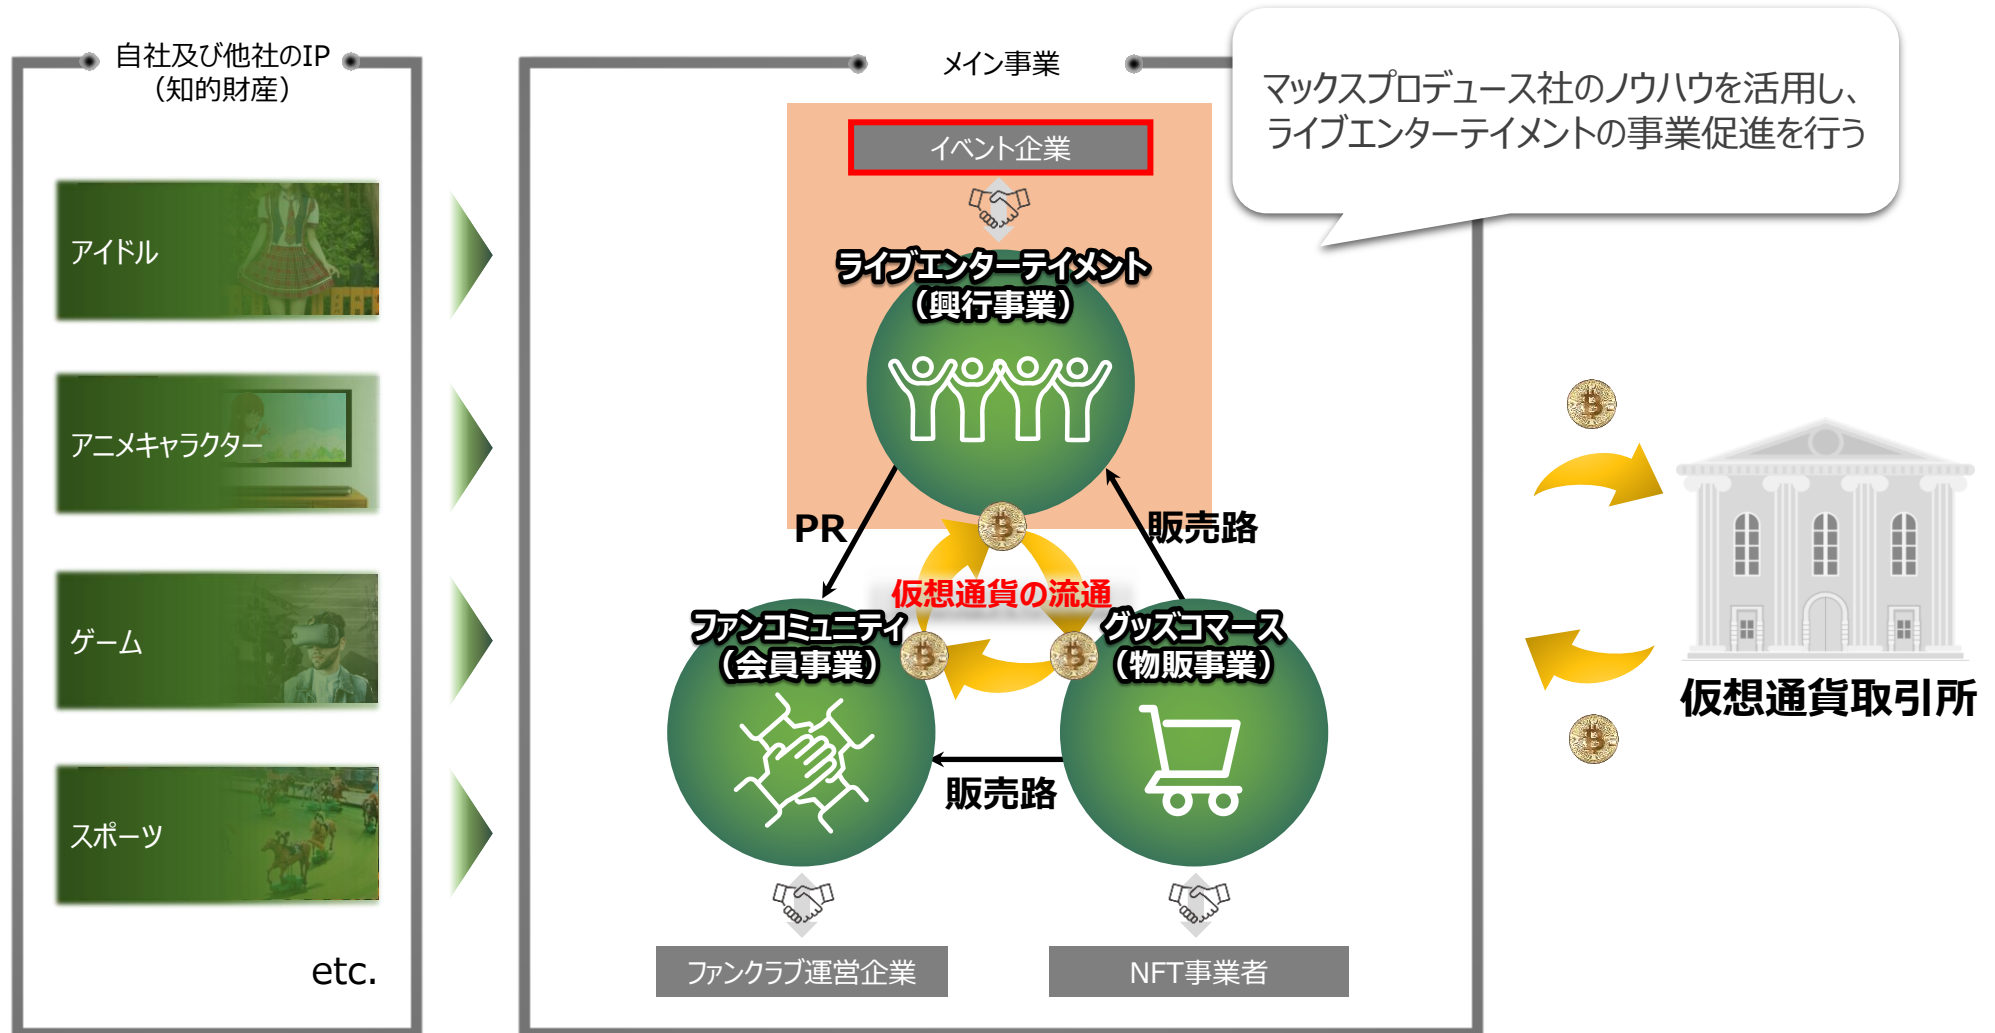 自社及び他社のIP
（知的財産）
アイドル
アニメキャラクター
ゲーム
スポーツ
etc.
メイン事業
マックスプロデュース社のノウハウを活用し、
ライブエンターテイメントの事業促進を行う
イベント企業
ライブエンターテイメント
（興行事業）
PR
販売路
仮想通貨の流通
ファンコミュニティ
（会員事業）
グッズコマース
（物販事業）
販売路
ファンクラブ運営企業
NFT事業者
仮想通貨取引所